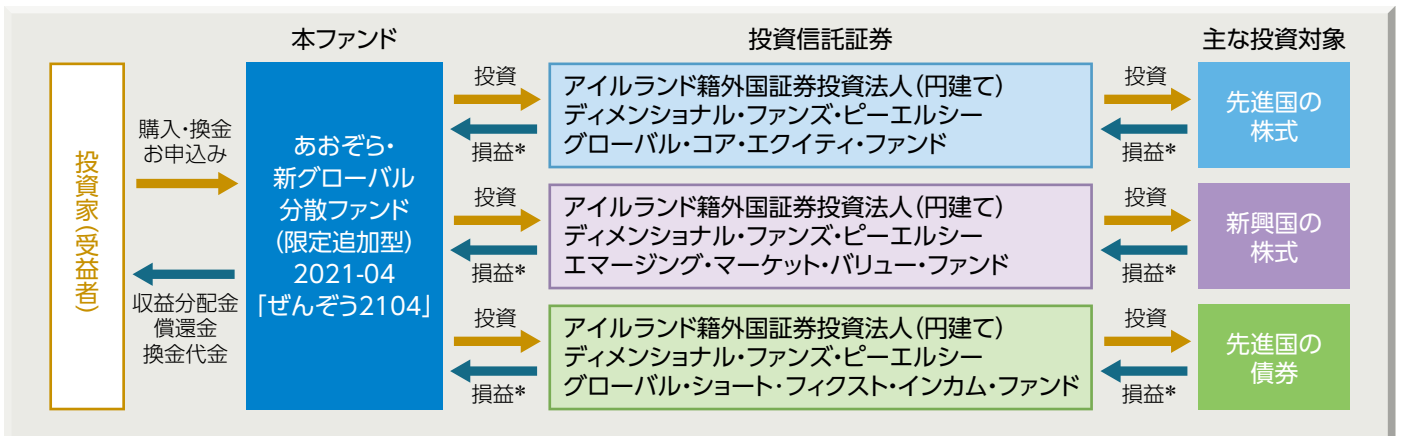 本ファンド
投資信託証券
主な投資対象
投資家(受益者)
購入・換金
お申込み
収益分配金
償還金
換金代金
あおぞら・
新グローバル
分散ファンド
(限定追加型)
2021-04
「ぜんぞう2104」
投資
損益*
アイルランド籍外国証券投資法人(円建て)
ディメンショナル・ファンズ・ピーエルシー
グローバル・コア・エクイティ・ファンド
投資
損益*
先進国の
株式
投資
損益*
アイルランド籍外国証券投資法人(円建て)
ディメンショナル・ファンズ・ピーエルシー
エマージング・マーケット・バリュー・ファンド
投資
損益*
新興国の
株式
投資
損益*
アイルランド籍外国証券投資法人(円建て)
ディメンショナル・ファンズ・ピーエルシー
グローバル・ショート・フィクスト・インカム・ファンド
投資
損益*
先進国の
債券